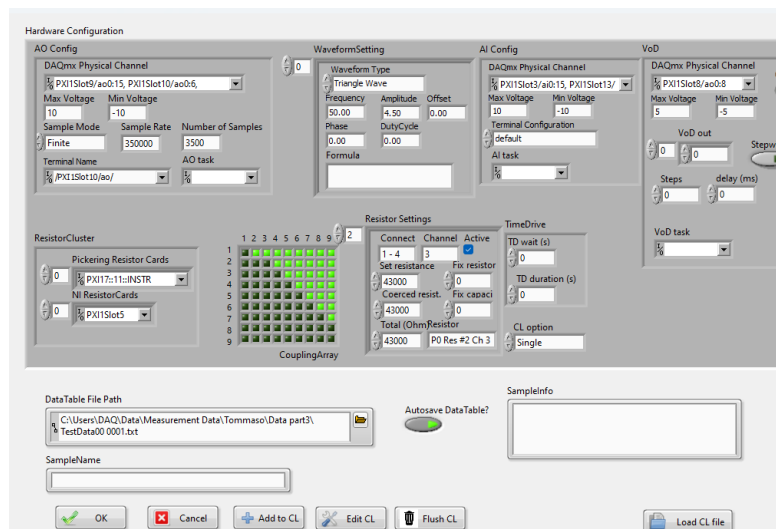 Hardware Configuration
AO Config
DAQmx Physical Channel
PXI1Slot9/ao0:15, PXI1Slot10/ao0:6,
Max Voltage Min Voltage
10 -10
Sample Mode Sample Rate Number of Samples
Finite 350000 3500
Terminal Name AO task
/PXI1Slot10/ao/
0
WaveformSetting
Waveform Type
Triangle Wave
Frequency Amplitude Offset
50.00 4.50 0.00
Phase DutyCycle
0.00 0.00
Formula
AI Config
DAQmx Physical Channel
PXI1Slot3/ai0:15, PXI1Slot13/
Max Voltage Min Voltage
10 -10
Terminal Configuration
default
AI task
VoD
DAQmx Physical Channel
PXI1Slot8/ao0:8
Max Voltage Min Voltage
5 -5
VoD out
0 0
Stepw
Steps delay (ms)
0 0
VoD task
ResistorCluster
Pickering Resistor Cards
0 PXI17::11::INSTR
NI ResistorCards
0 PXI1Slot5
1 2 3 4 5 6 7 8 9
1
2
3
4
5
6
7
8
9
CouplingArray
2
Resistor Settings
Connect Channel Active
1 - 4 3
Set resistance Fix resistor
43000 0
Coerced resist. Fix capaci
43000 0
Total (Ohm) Resistor
43000 P0 Res #2 Ch 3
TimeDrive
TD wait (s)
0
TD duration (s)
0
CL option
Single
DataTable File Path
C:\Users\DAQ\Data\Measurement Data\Tommaso\Data part3\
TestData00 0001.txt
Autosave DataTable?
SampleInfo
SampleName
OK Cancel Add to CL Edit CL Flush CL Load CL file